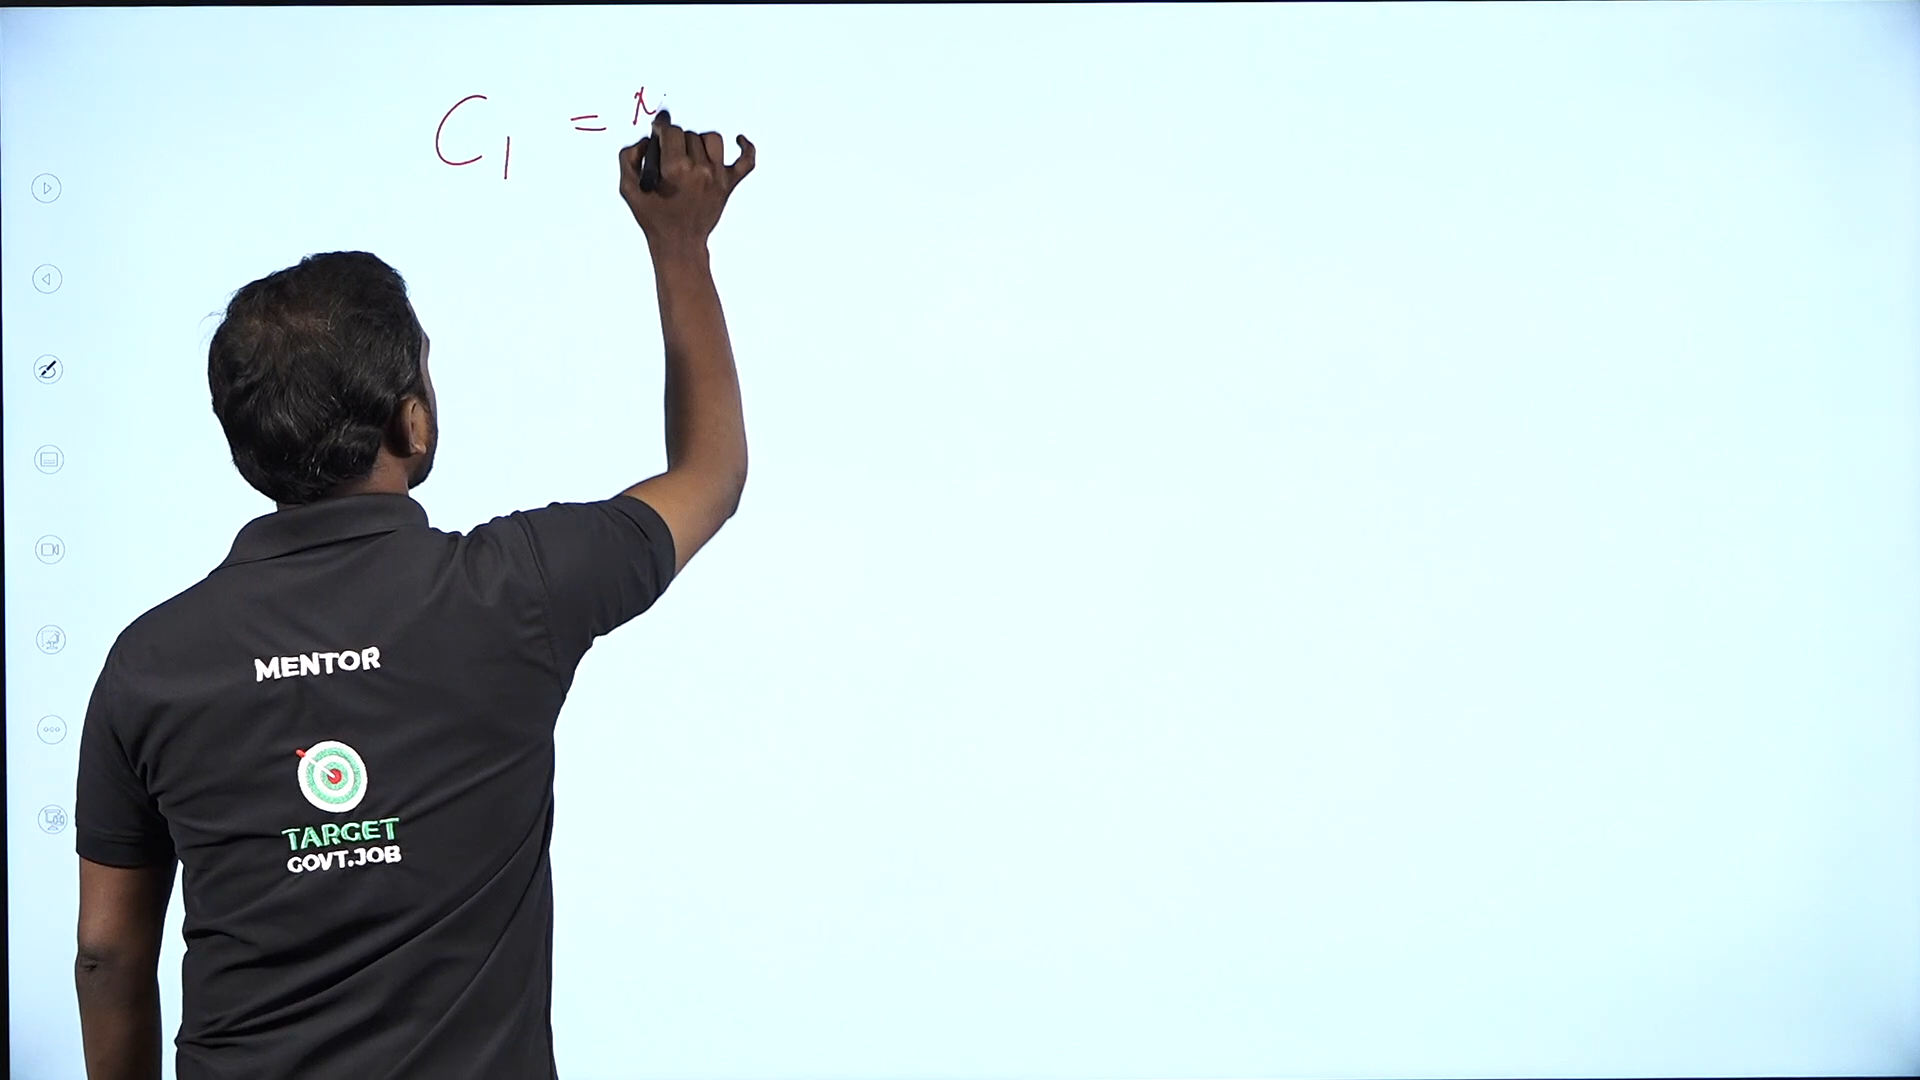 C₁ = x
MENTOR
TARGET
GOVT.JOB